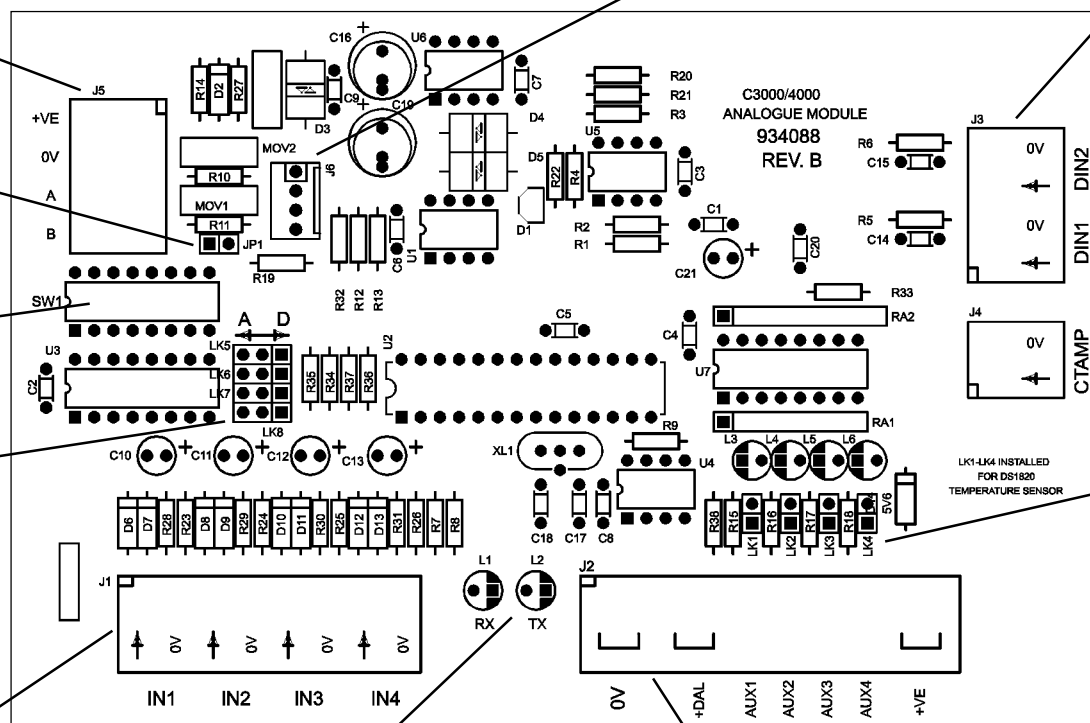 C16
U6
C7
R14
D2
R27
C9
D3
C19
D4
R20
R21
R3
C3000/4000
ANALOGUE MODULE
934088
REV. B
J5
+VE
0V
A
B
MOV2
R10
MOV1
R11
JP1
J6
R19
R32
R12
R13
C6
U1
D5
D1
R22
R4
U5
C3
R2
R1
C1
C21
C20
R6
C15
R5
C14
J3
0V
0V
DIN2
DIN1
SW1
A D
LK5
LK6
LK7
LK8
U3
C2
R35
R34
R37
R36
U2
C5
C4
R33
RA2
U7
RA1
J4
0V
CTAMP
C10
C11
C12
C13
XL1
R9
U4
L3
L4
L5
L6
LK1-LK4 INSTALLED
FOR DS1820
TEMPERATURE SENSOR
D6
D7
R28
R23
D8
D9
R29
R24
D10
D11
R30
R25
D12
D13
R31
R26
R7
R8
C18
C17
C8
R38
R15
LK1
R16
LK2
R17
LK3
R18
LK4
5V6
J1
0V
0V
0V
0V
IN1
IN2
IN3
IN4
L1
RX
L2
TX
J2
0V
+DAL
AUX1
AUX2
AUX3
AUX4
+VE